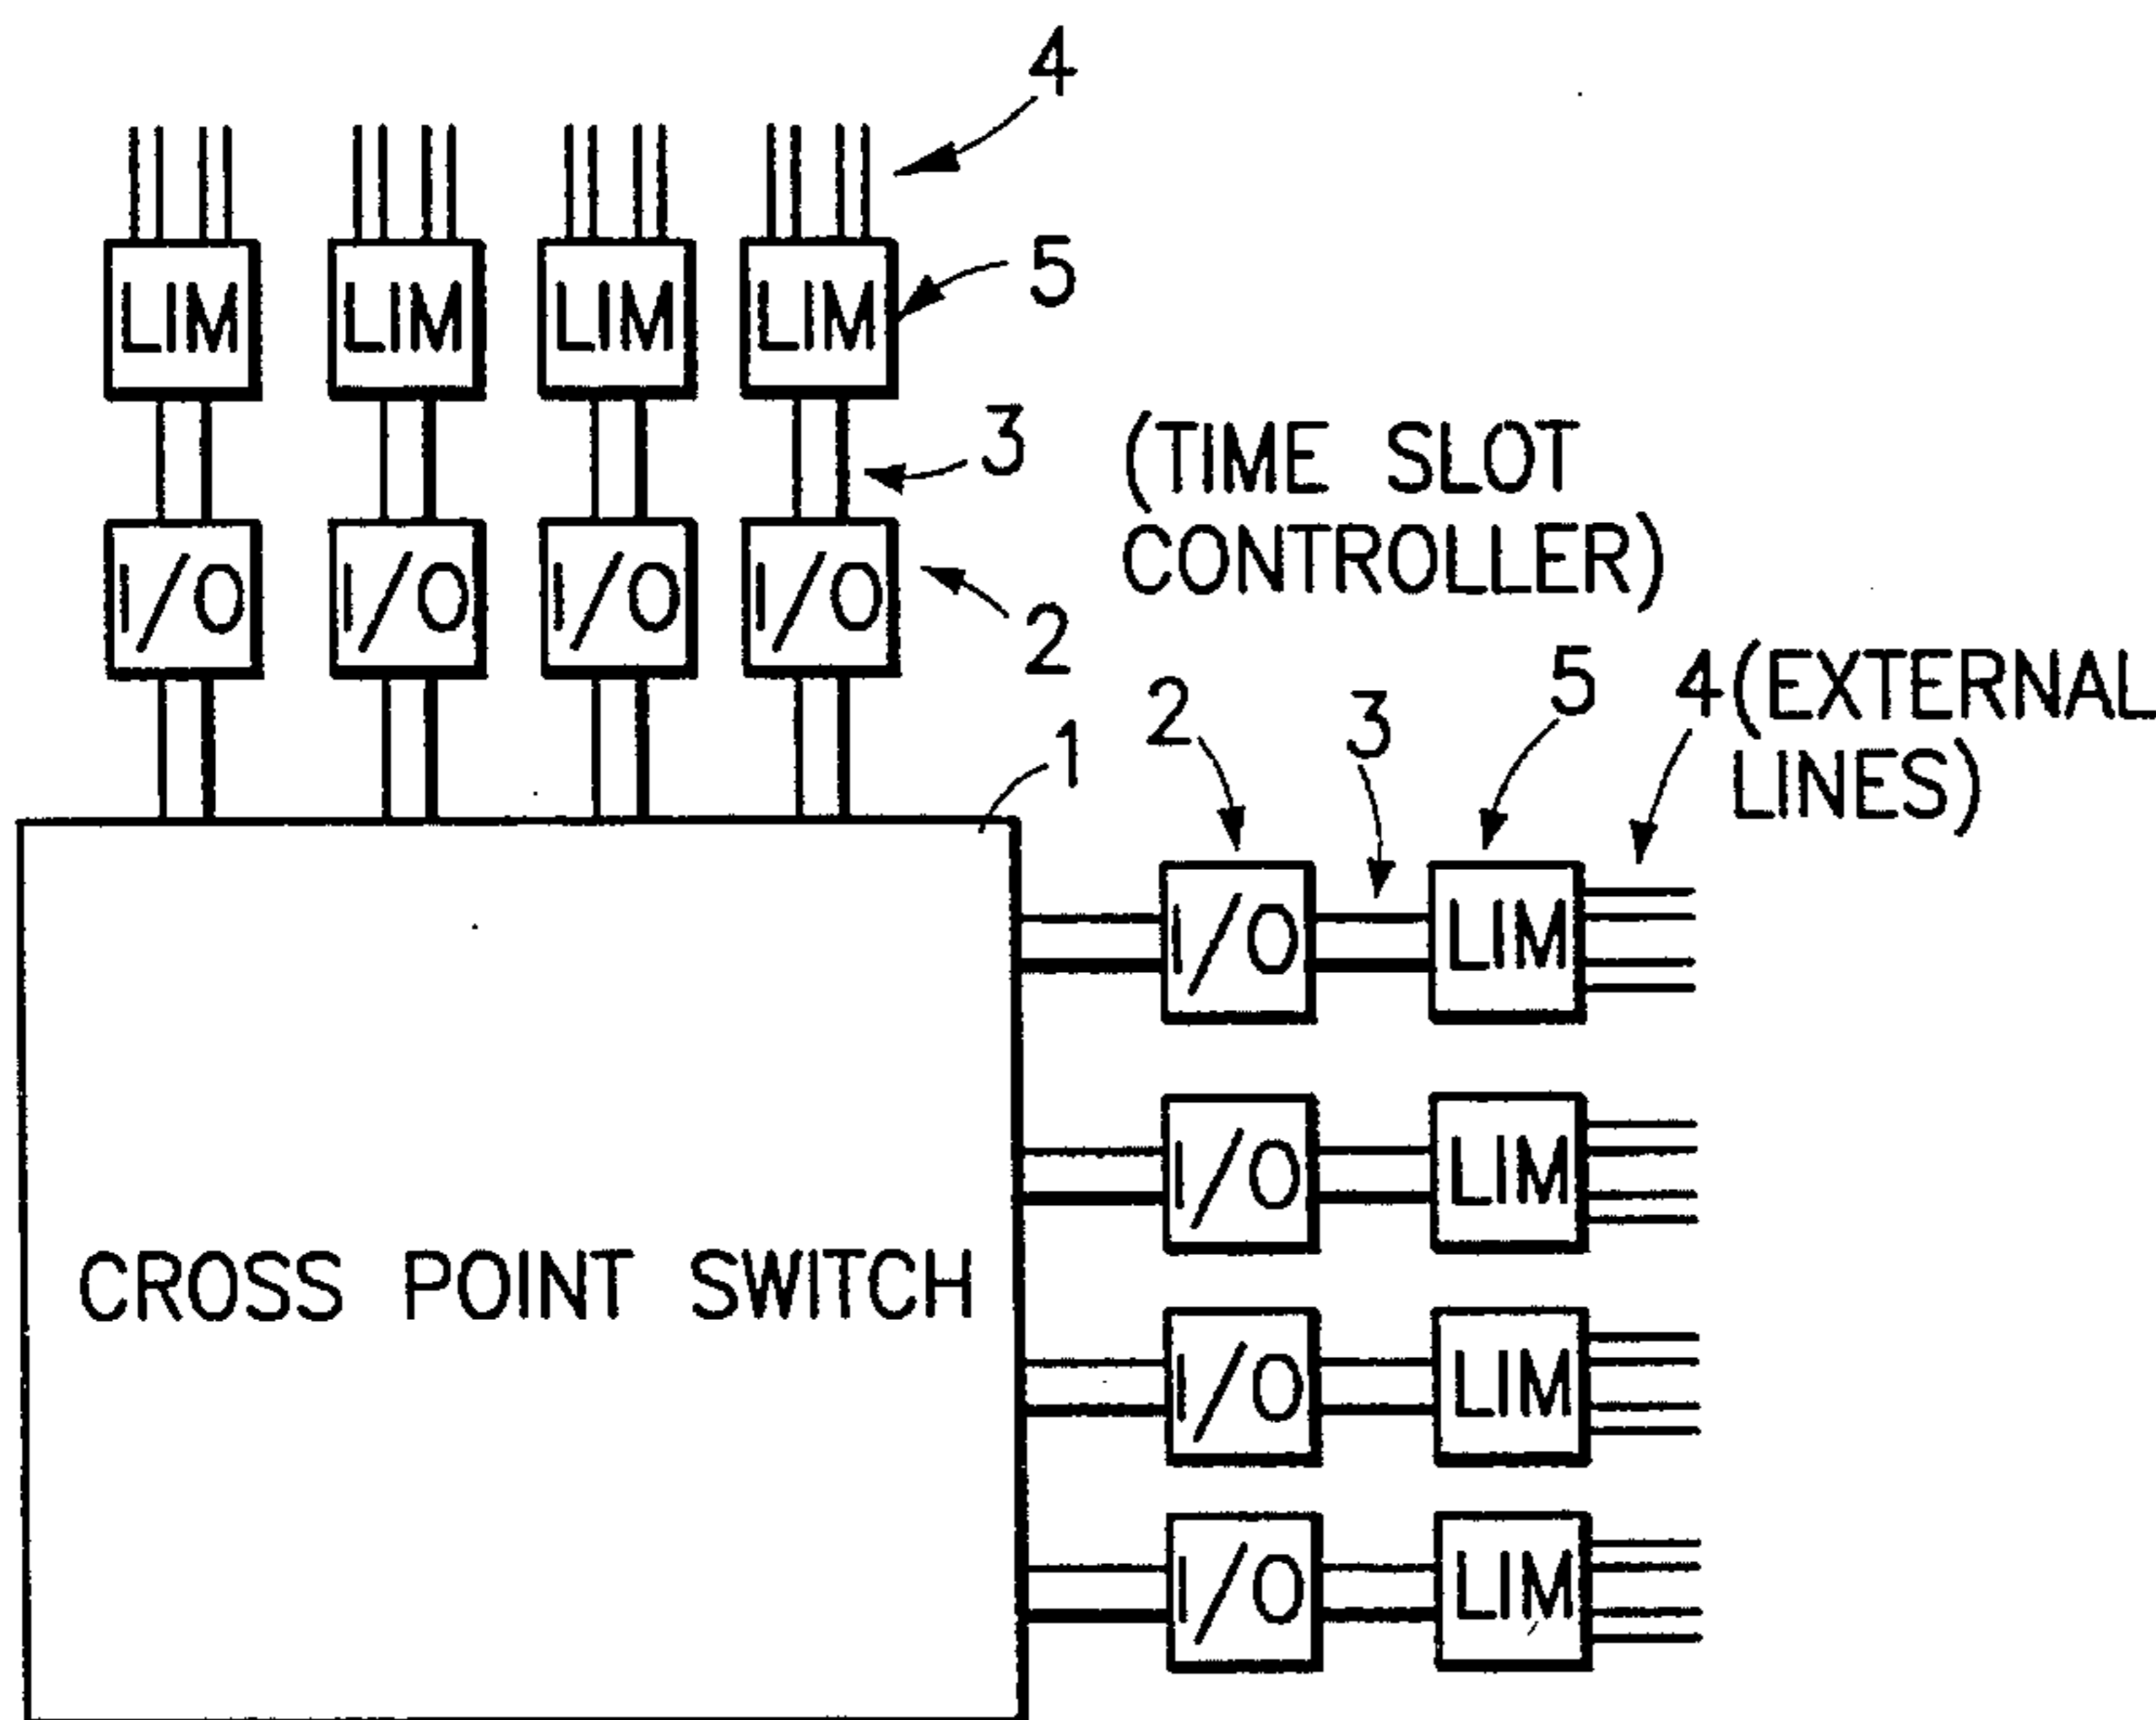 4
LIM LIM LIM LIM 5
3
(TIME SLOT
CONTROLLER)
I/O I/O I/O I/O 2
1
2 3 5 4(EXTERNAL
LINES)
I/O LIM
I/O LIM
CROSS POINT SWITCH
I/O LIM
I/O LIM